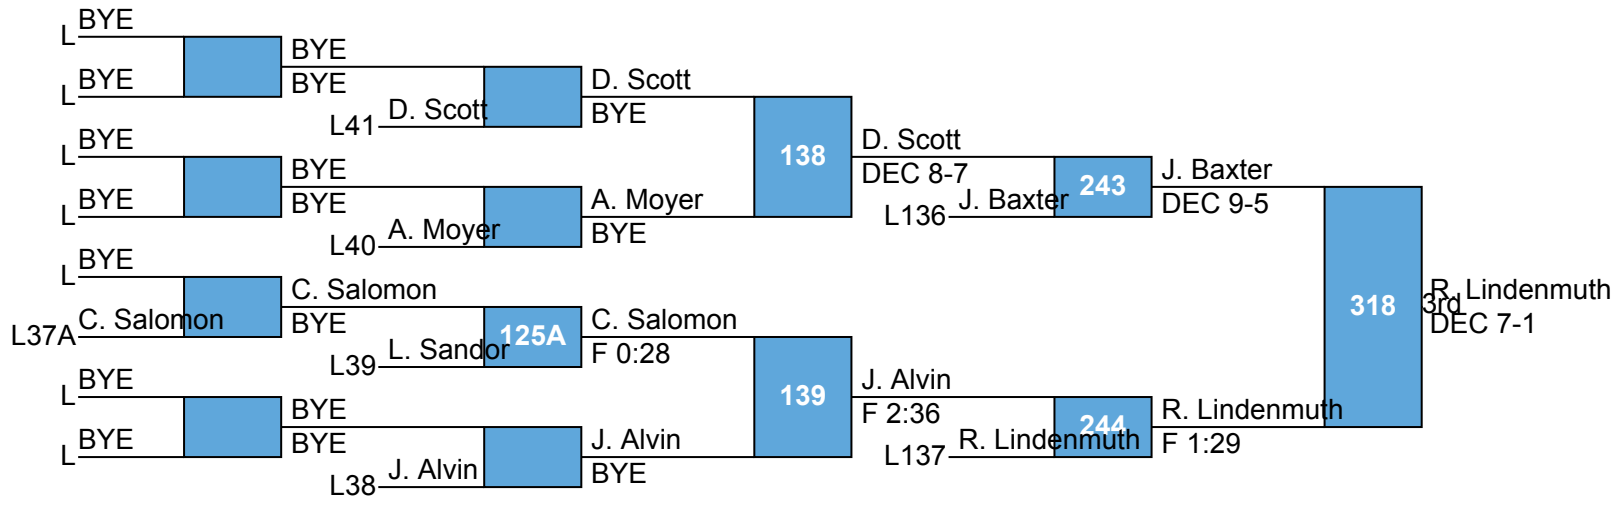 BYE
L
BYE
BYE
L
BYE
D. Scott
L41
D. Scott
BYE
BYE
L
BYE
BYE
L
BYE
A. Moyer
L40
A. Moyer
BYE
138
D. Scott
DEC 8-7
J. Baxter
L136
243
J. Baxter
DEC 9-5
BYE
L
C. Salomon
L37A
C. Salomon
BYE
L. Sandor
L39
125A
C. Salomon
F 0:28
BYE
L
BYE
L
BYE
BYE
J. Alvin
L38
J. Alvin
BYE
139
J. Alvin
F 2:36
R. Lindenmuth
L137
244
R. Lindenmuth
F 1:29
318
3rd
R. Lindenmuth
DEC 7-1